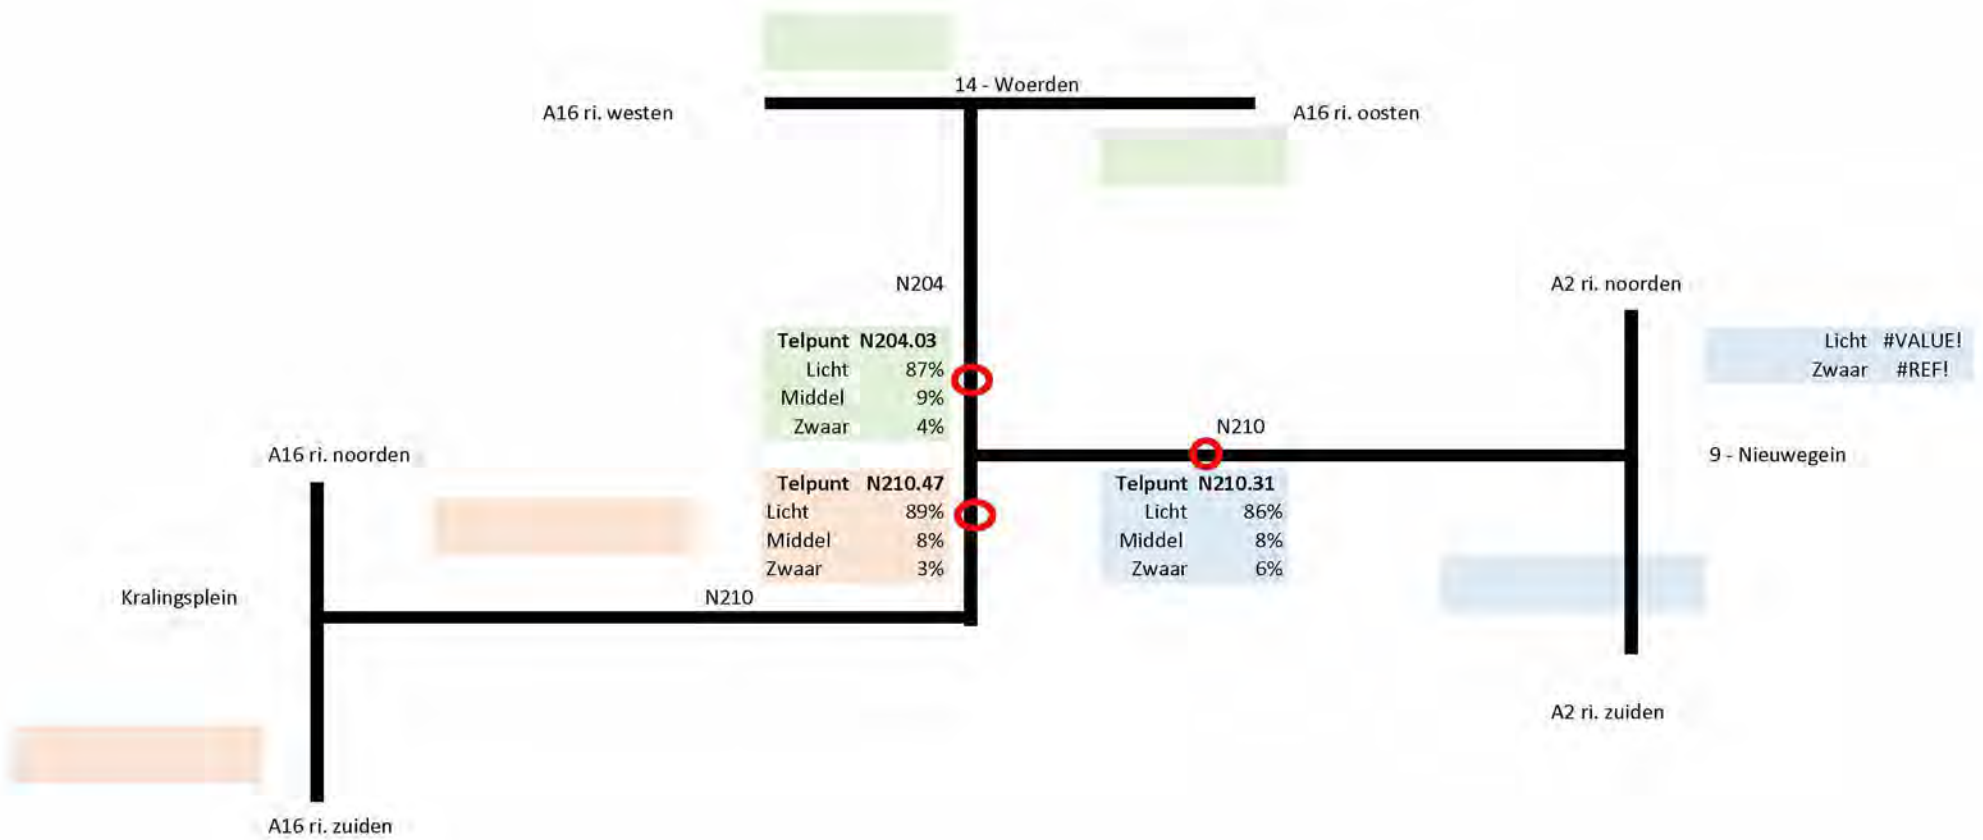 14 - Woerden
A16 ri. westen
A16 ri. oosten
N204
A2 ri. noorden
Telpunt N204.03
Licht 87%
Middel 9%
Zwaar 4%
Licht #VALUE!
Zwaar #REF!
N210
A16 ri. noorden
9 - Nieuwegein
Telpunt N210.47
Licht 89%
Middel 8%
Zwaar 3%
Telpunt N210.31
Licht 86%
Middel 8%
Zwaar 6%
Kralingsplein
N210
A2 ri. zuiden
A16 ri. zuiden